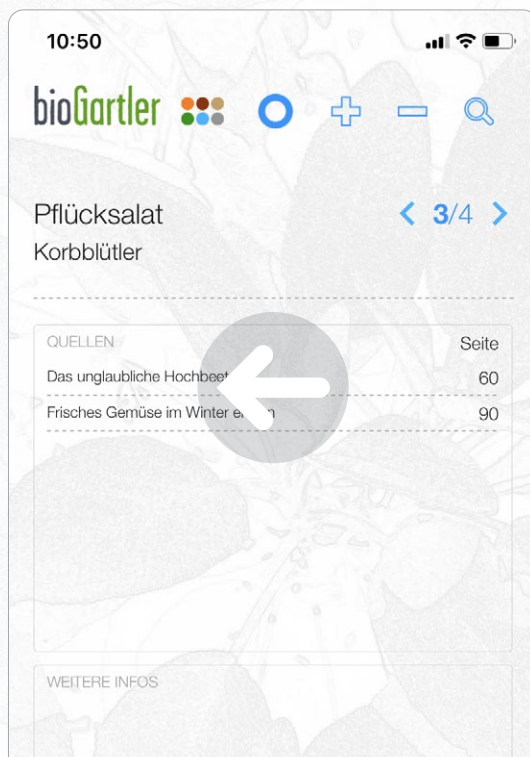 10:50
bioGartler
Pflücksalat
3/4
Korbblütler
QUELLEN Seite
Das unglaubliche Hochbeet 60
Frisches Gemüse im Winter 90
WEITERE INFOS